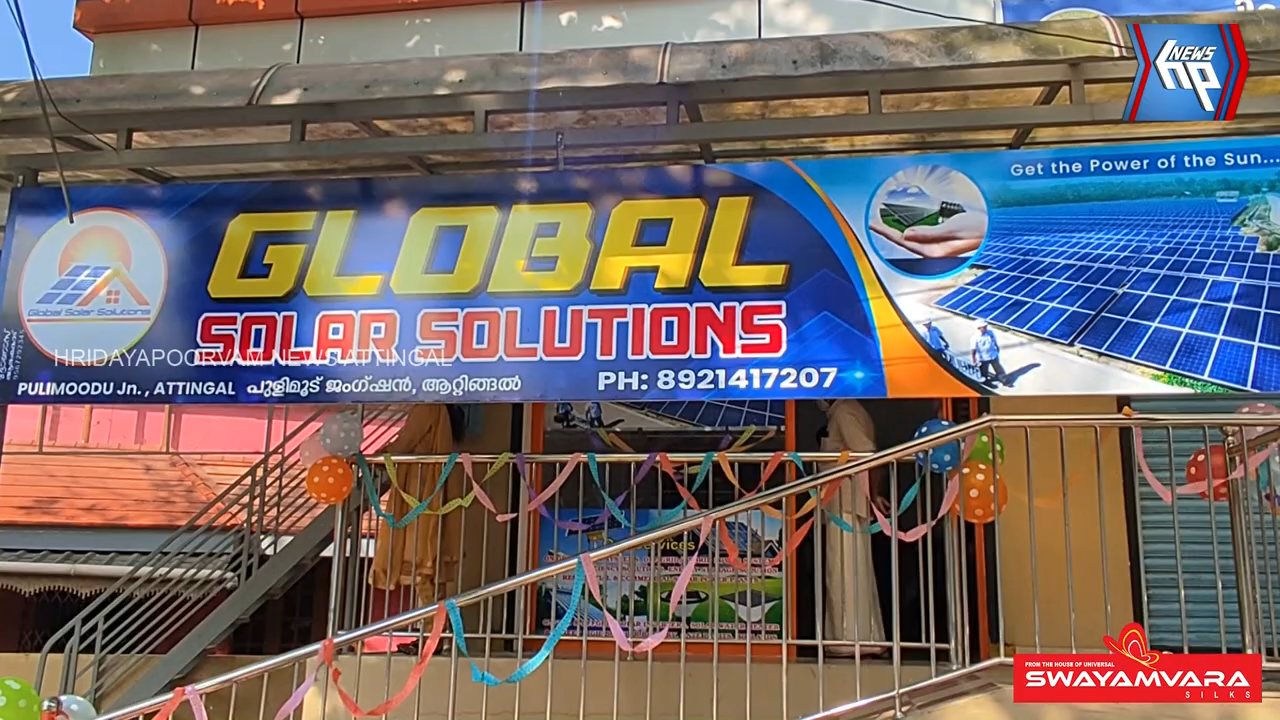 NEWS
hp
Get the Power of the Sun...
GLOBAL
SOLAR SOLUTIONS
Global Solar Solutions
HRIDAYAPOORVAM NEWS ATTINGAL
PULIMOODU Jn., ATTINGAL പുളിമൂട് ജംഗ്ഷൻ, ആറ്റിങ്ങൽ
PH: 8921417207
FROM THE HOUSE OF UNIVERSAL
SWAYAMVARA
SILKS